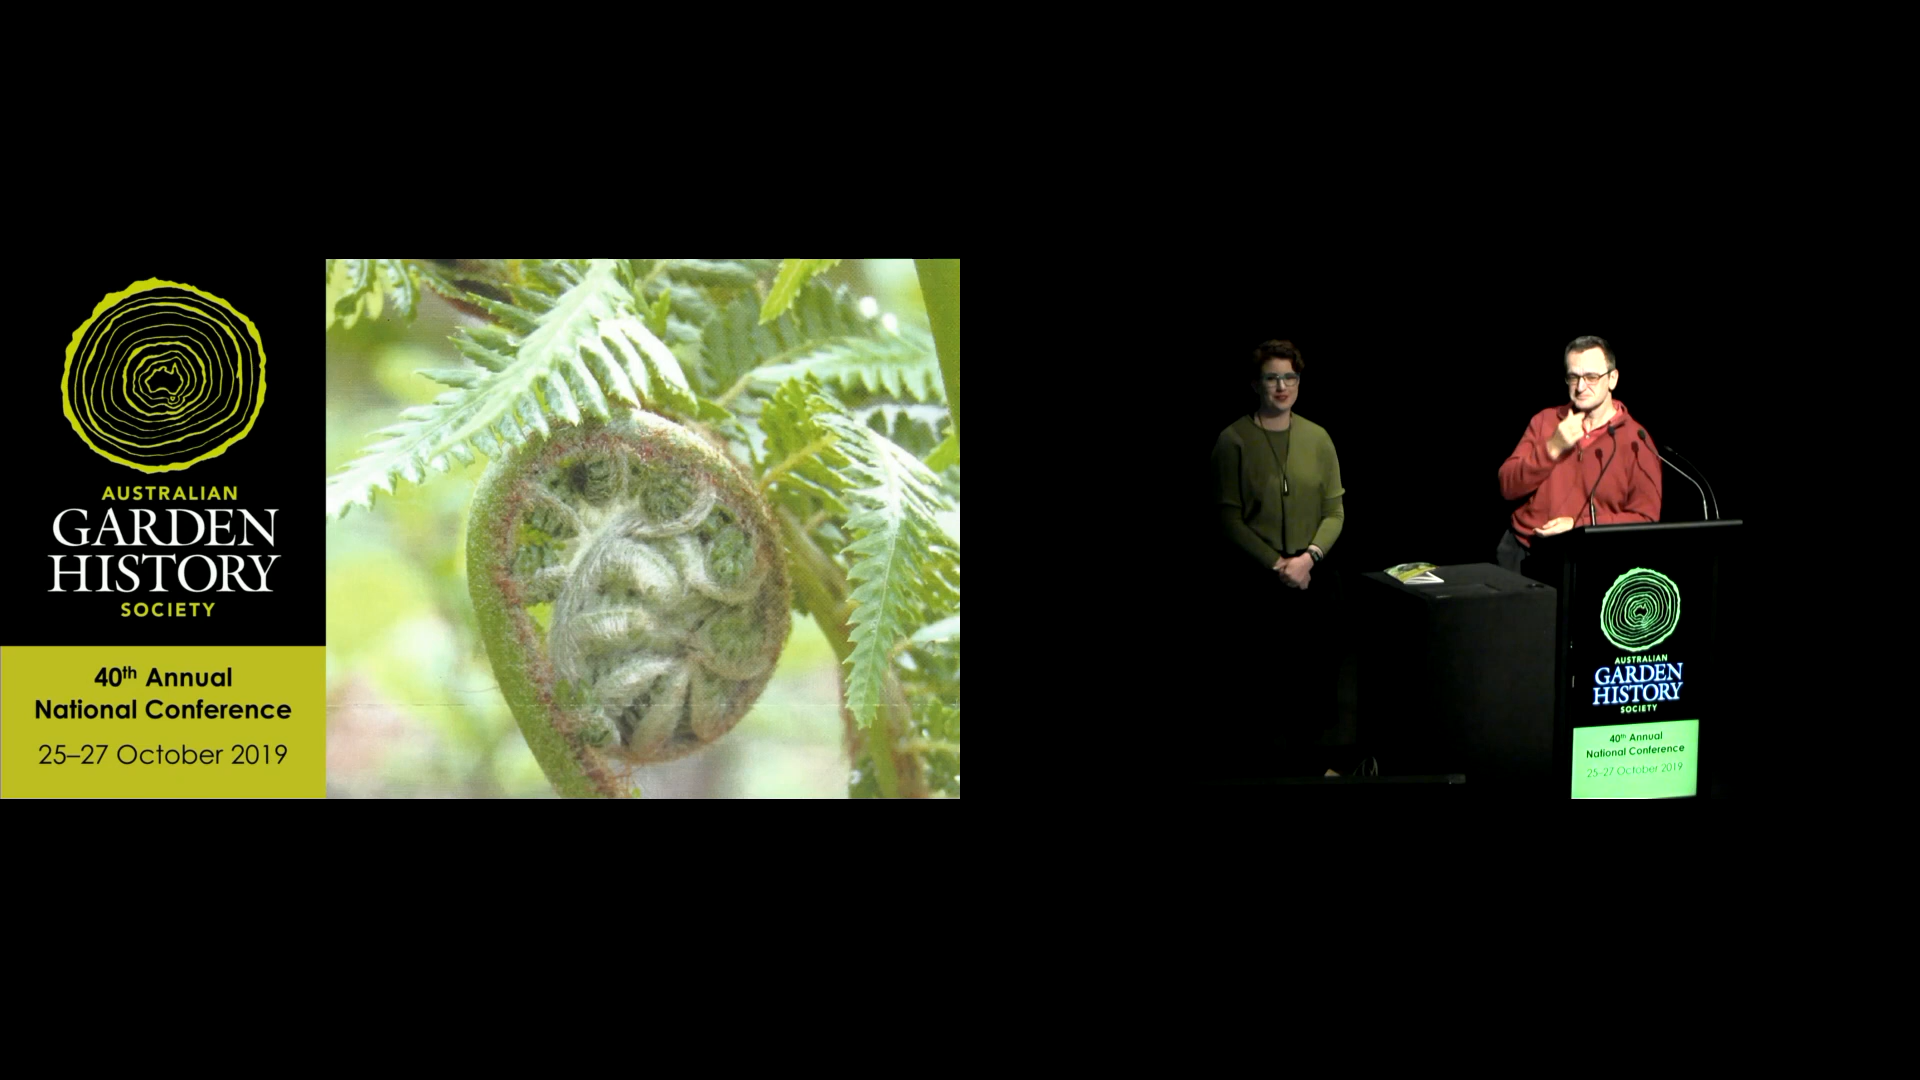 AUSTRALIAN
GARDEN
HISTORY
SOCIETY
40th Annual
National Conference
25–27 October 2019
AUSTRALIAN
GARDEN
HISTORY
SOCIETY
40th Annual
National Conference
25–27 October 2019